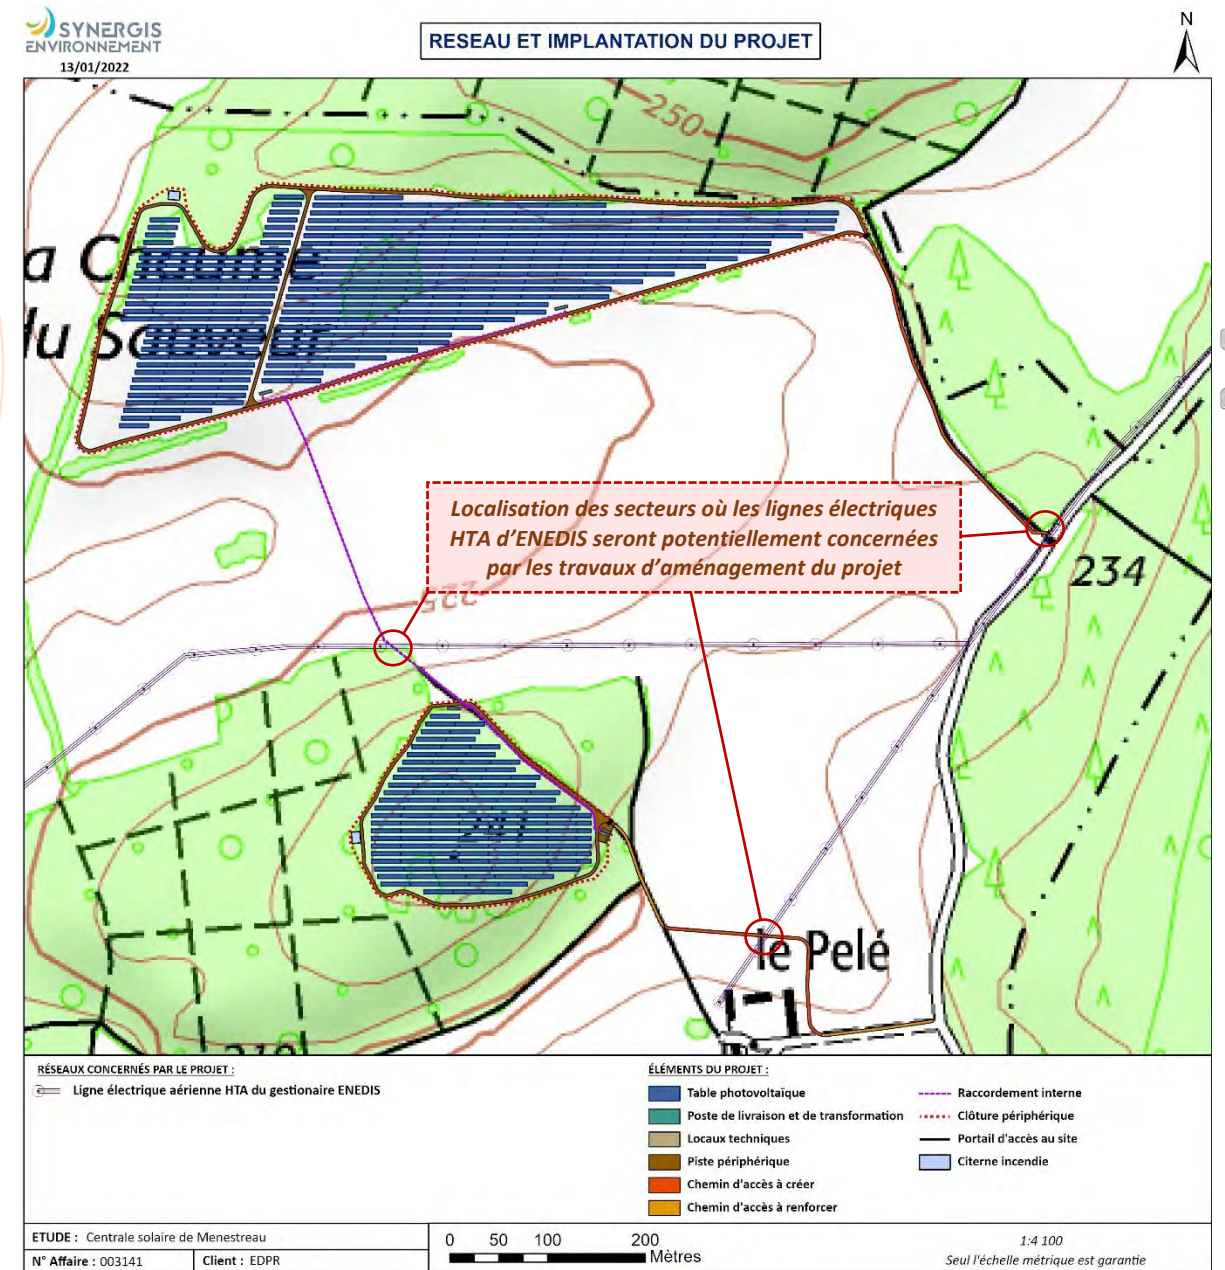 SYNERGIS
ENVIRONNEMENT
13/01/2022
RESEAU ET IMPLANTATION DU PROJET
N
250
a Chaume
du Sauveur
Localisation des secteurs où les lignes électriques
HTA d'ENEDIS seront potentiellement concernées
par les travaux d'aménagement du projet
234
225
le Pelé
RÉSEAUX CONCERNÉS PAR LE PROJET :
Ligne électrique aérienne HTA du gestionaire ENEDIS
ÉLÉMENTS DU PROJET :
Table photovoltaïque
Poste de livraison et de transformation
Locaux techniques
Piste périphérique
Chemin d'accès à créer
Chemin d'accès à renforcer
Raccordement interne
Clôture périphérique
Portail d'accès au site
Citerne incendie
ETUDE : Centrale solaire de Menestreau
N° Affaire : 003141
Client : EDPR
0 50 100 200
Mètres
1:4 100
Seul l'échelle métrique est garantie